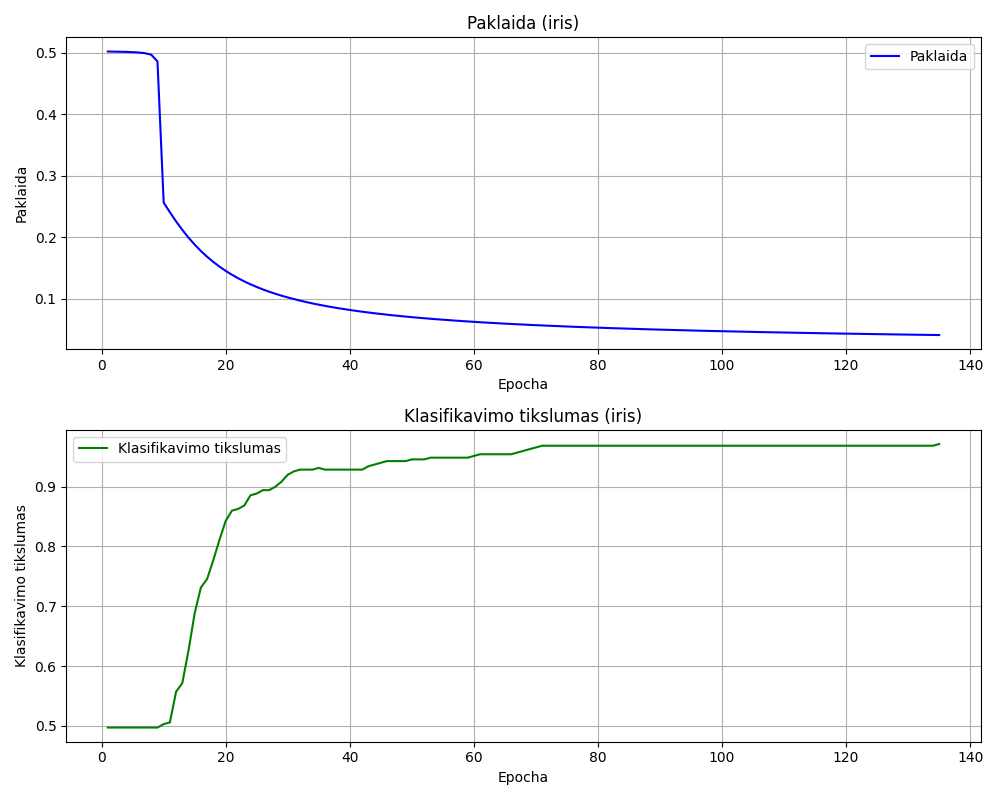 Paklaida (iris)
Paklaida
0.5
0.4
0.3
0.2
0.1
Paklaida
0 20 40 60 80 100 120 140
Epocha
Klasifikavimo tikslumas (iris)
Klasifikavimo tikslumas
0.9
0.8
0.7
0.6
0.5
Klasifikavimo tikslumas
0 20 40 60 80 100 120 140
Epocha